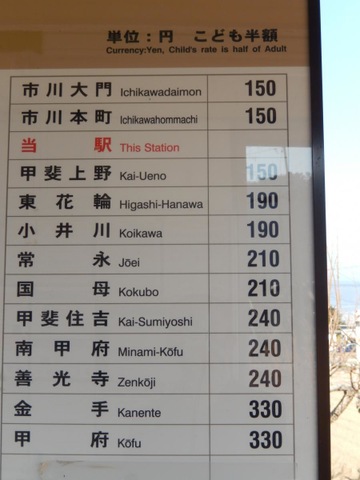 単位：円 こども半額
Currency:Yen, Child's rate is half of Adult
市川大門 Ichikawadaimon 150
市川本町 Ichikawahommachi 150
当駅 This Station
甲斐上野 Kai-Ueno 150
東花輪 Higashi-Hanawa 190
小井川 Koikawa 190
常永 Jōei 210
国母 Kokubo 210
甲斐住吉 Kai-Sumiyoshi 240
南甲府 Minami-Kōfu 240
善光寺 Zenkōji 240
金手 Kanente 330
甲府 Kōfu 330